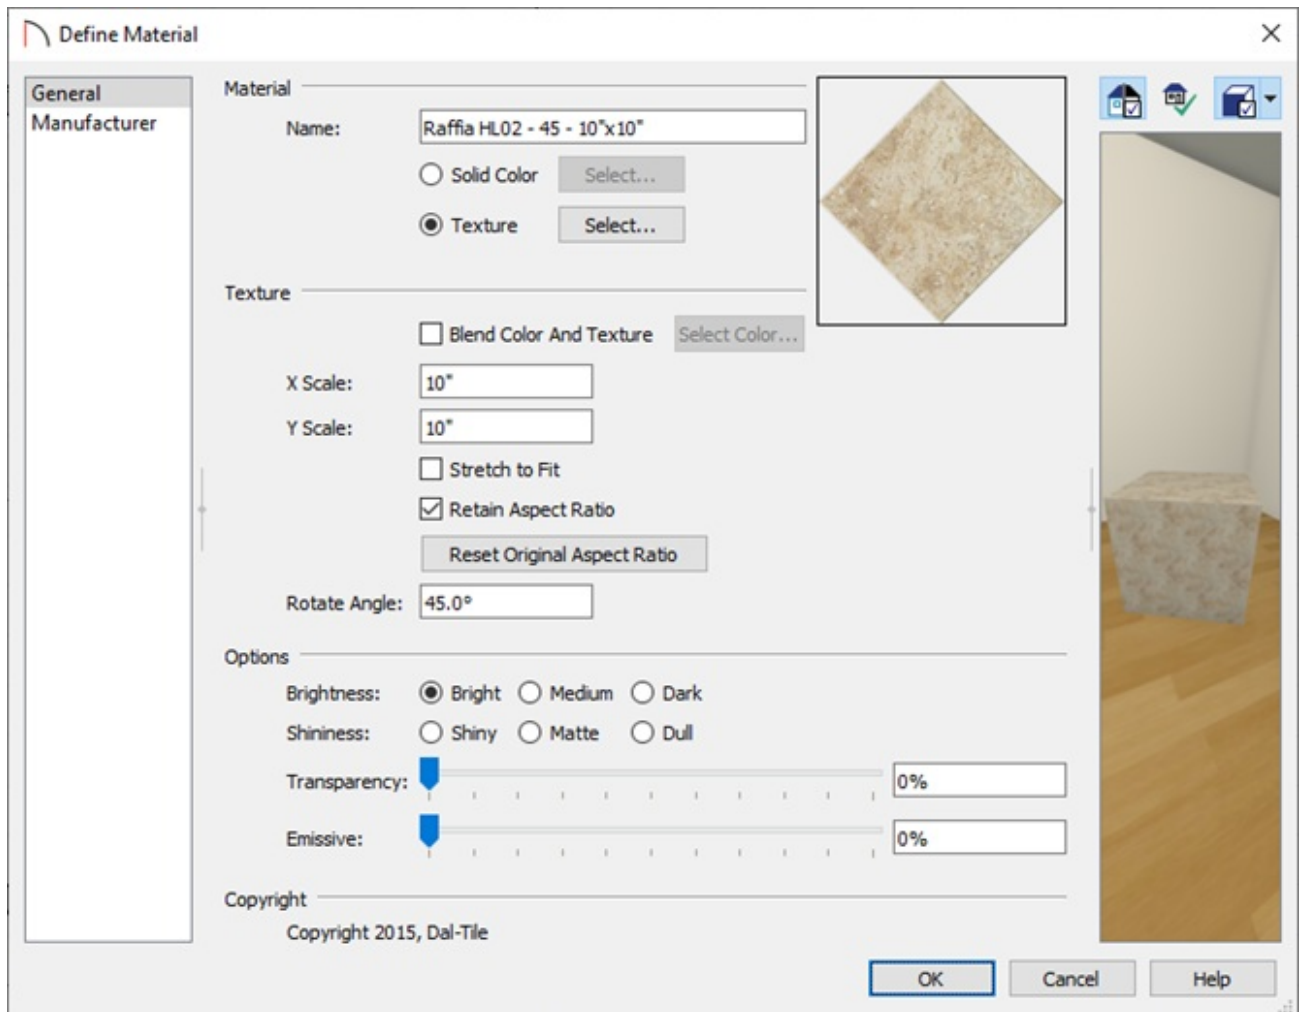 Define Material
General
Manufacturer
Material
Name: Raffia HL02 - 45 - 10"x10"
Solid Color Select...
Texture Select...
Texture
Blend Color And Texture Select Color...
X Scale: 10"
Y Scale: 10"
Stretch to Fit
Retain Aspect Ratio
Reset Original Aspect Ratio
Rotate Angle: 45.0°
Options
Brightness: Bright Medium Dark
Shininess: Shiny Matte Dull
Transparency: 0%
Emissive: 0%
Copyright
Copyright 2015, Dal-Tile
OK Cancel Help